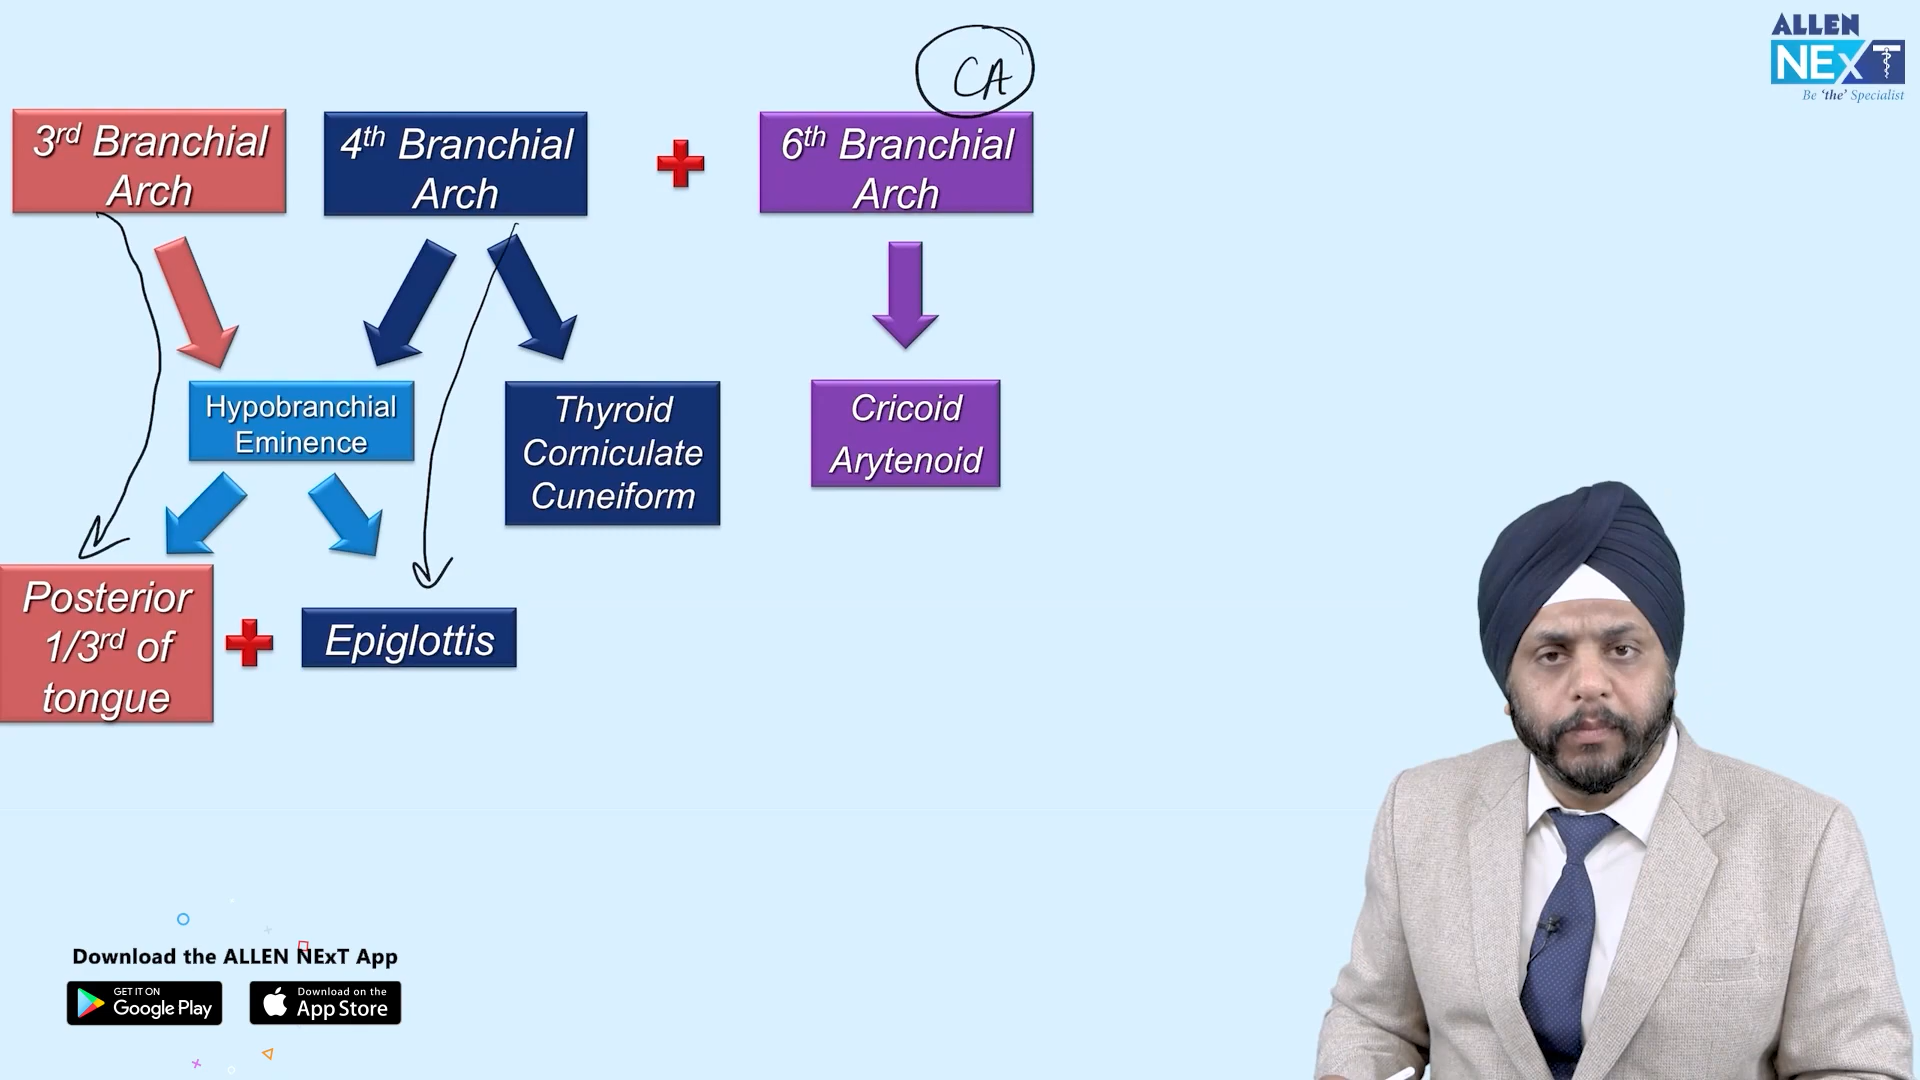 CA
ALLEN
NExT
Be 'the' Specialist
3rd Branchial
Arch
4th Branchial
Arch
6th Branchial
Arch
Hypobranchial
Eminence
Thyroid
Corniculate
Cuneiform
Cricoid
Arytenoid
Posterior
1/3rd of
tongue
Epiglottis
Download the ALLEN NExT App
GET IT ON
Google Play
Download on the
App Store